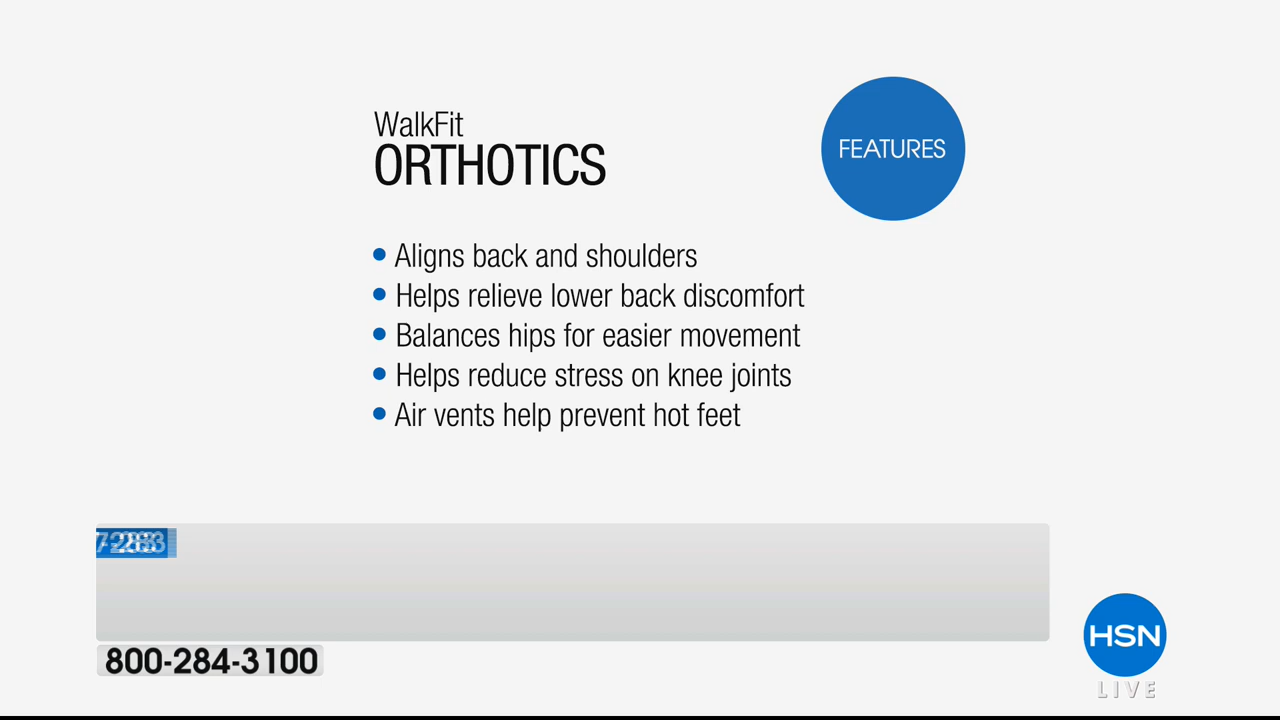 WalkFit
ORTHOTICS
FEATURES
Aligns back and shoulders
Helps relieve lower back discomfort
Balances hips for easier movement
Helps reduce stress on knee joints
Air vents help prevent hot feet
800-284-3100
HSN
LIVE